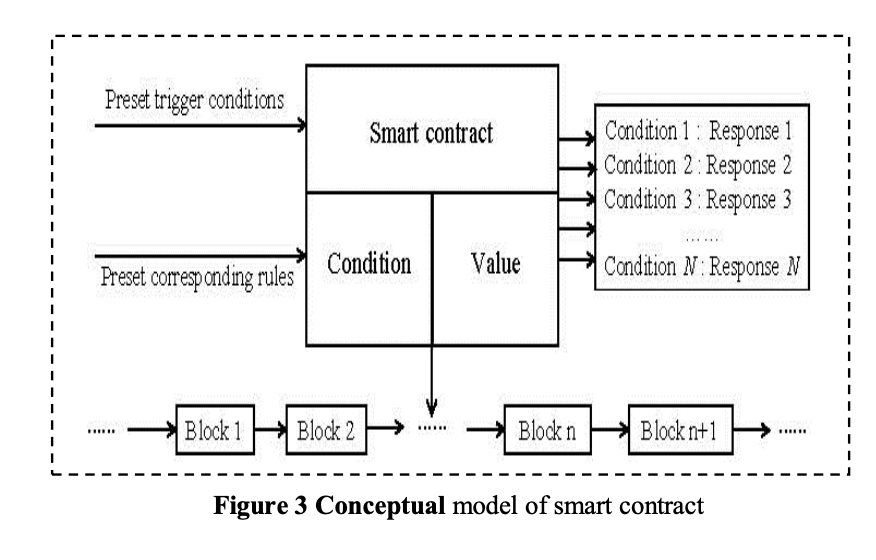 Preset trigger conditions
Smart contract
Condition 1 : Response 1
Condition 2 : Response 2
Condition 3 : Response 3
... ...
Condition N : Response N
Condition
Value
Preset corresponding rules
......
Block 1
Block 2
......
Block n
Block n+1
......
Figure 3 Conceptual model of smart contract